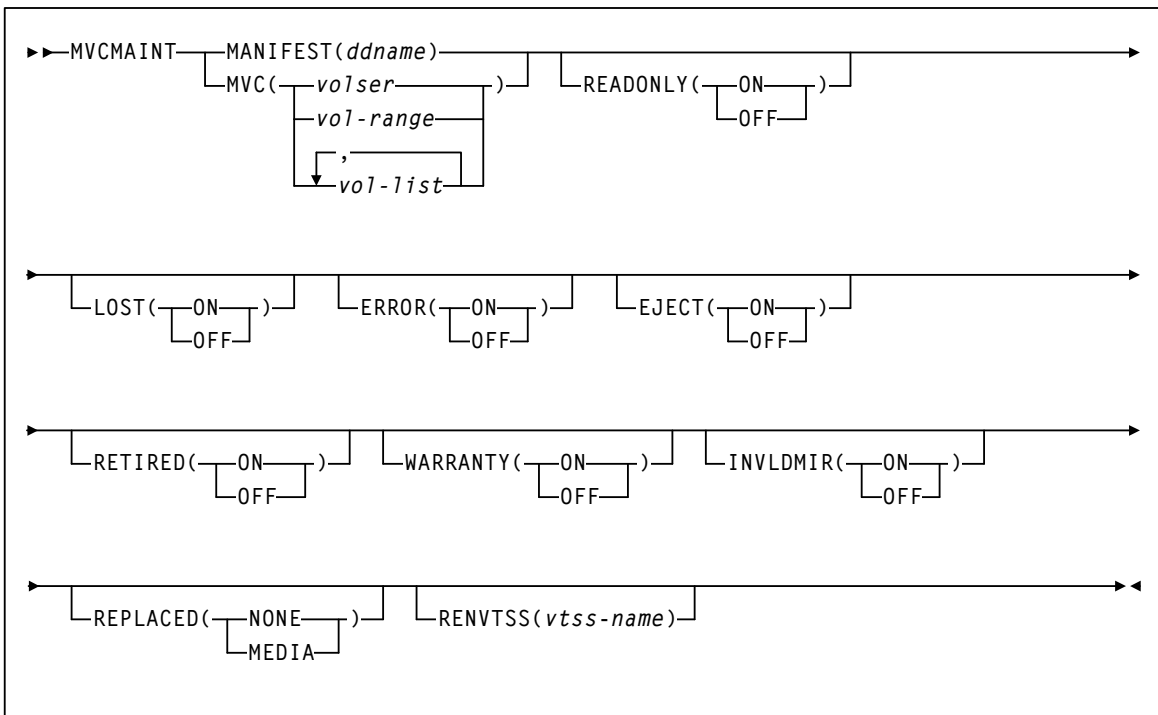 MVCMAINT MANIFEST(ddname)
MVC( volser ) READONLY( ON )
OFF
vol-range
,
vol-list
LOST( ON ) ERROR( ON ) EJECT( ON )
OFF OFF OFF
RETIRED( ON ) WARRANTY( ON ) INVLDMIR( ON )
OFF OFF OFF
REPLACED( NONE ) RENVTSS(vtss-name)
MEDIA